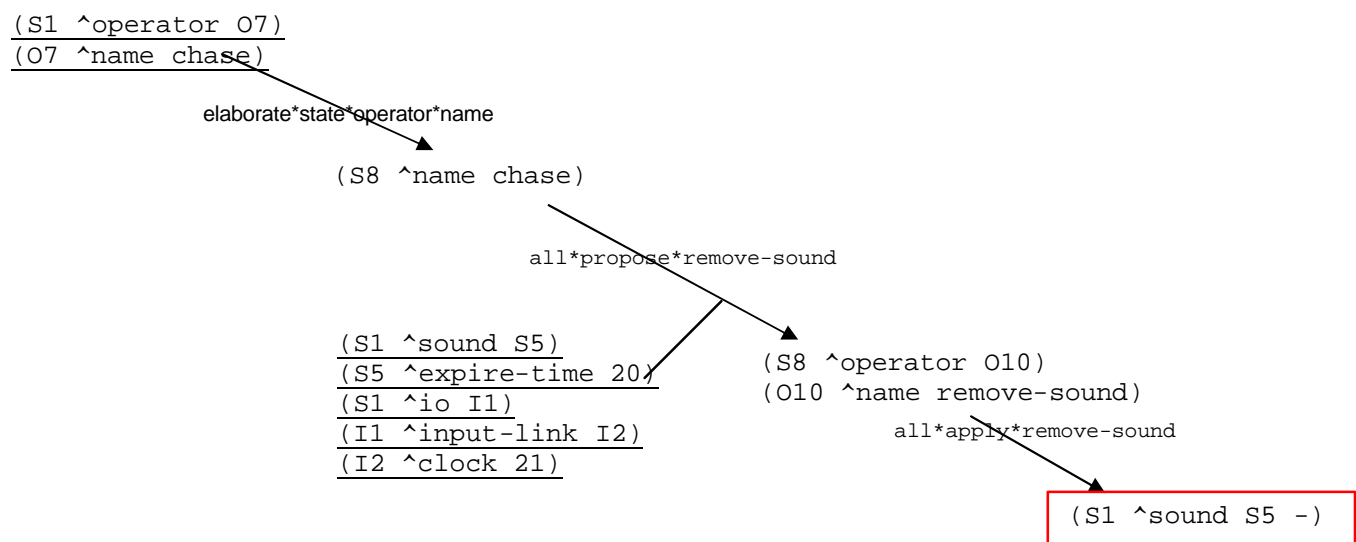 (S1 ^operator O7)
(O7 ^name chase)
elaborate*state*operator*name
(S8 ^name chase)
all*propose*remove-sound
(S1 ^sound S5)
(S5 ^expire-time 20)
(S1 ^io I1)
(I1 ^input-link I2)
(I2 ^clock 21)
(S8 ^operator O10)
(O10 ^name remove-sound)
all*apply*remove-sound
(S1 ^sound S5 -)